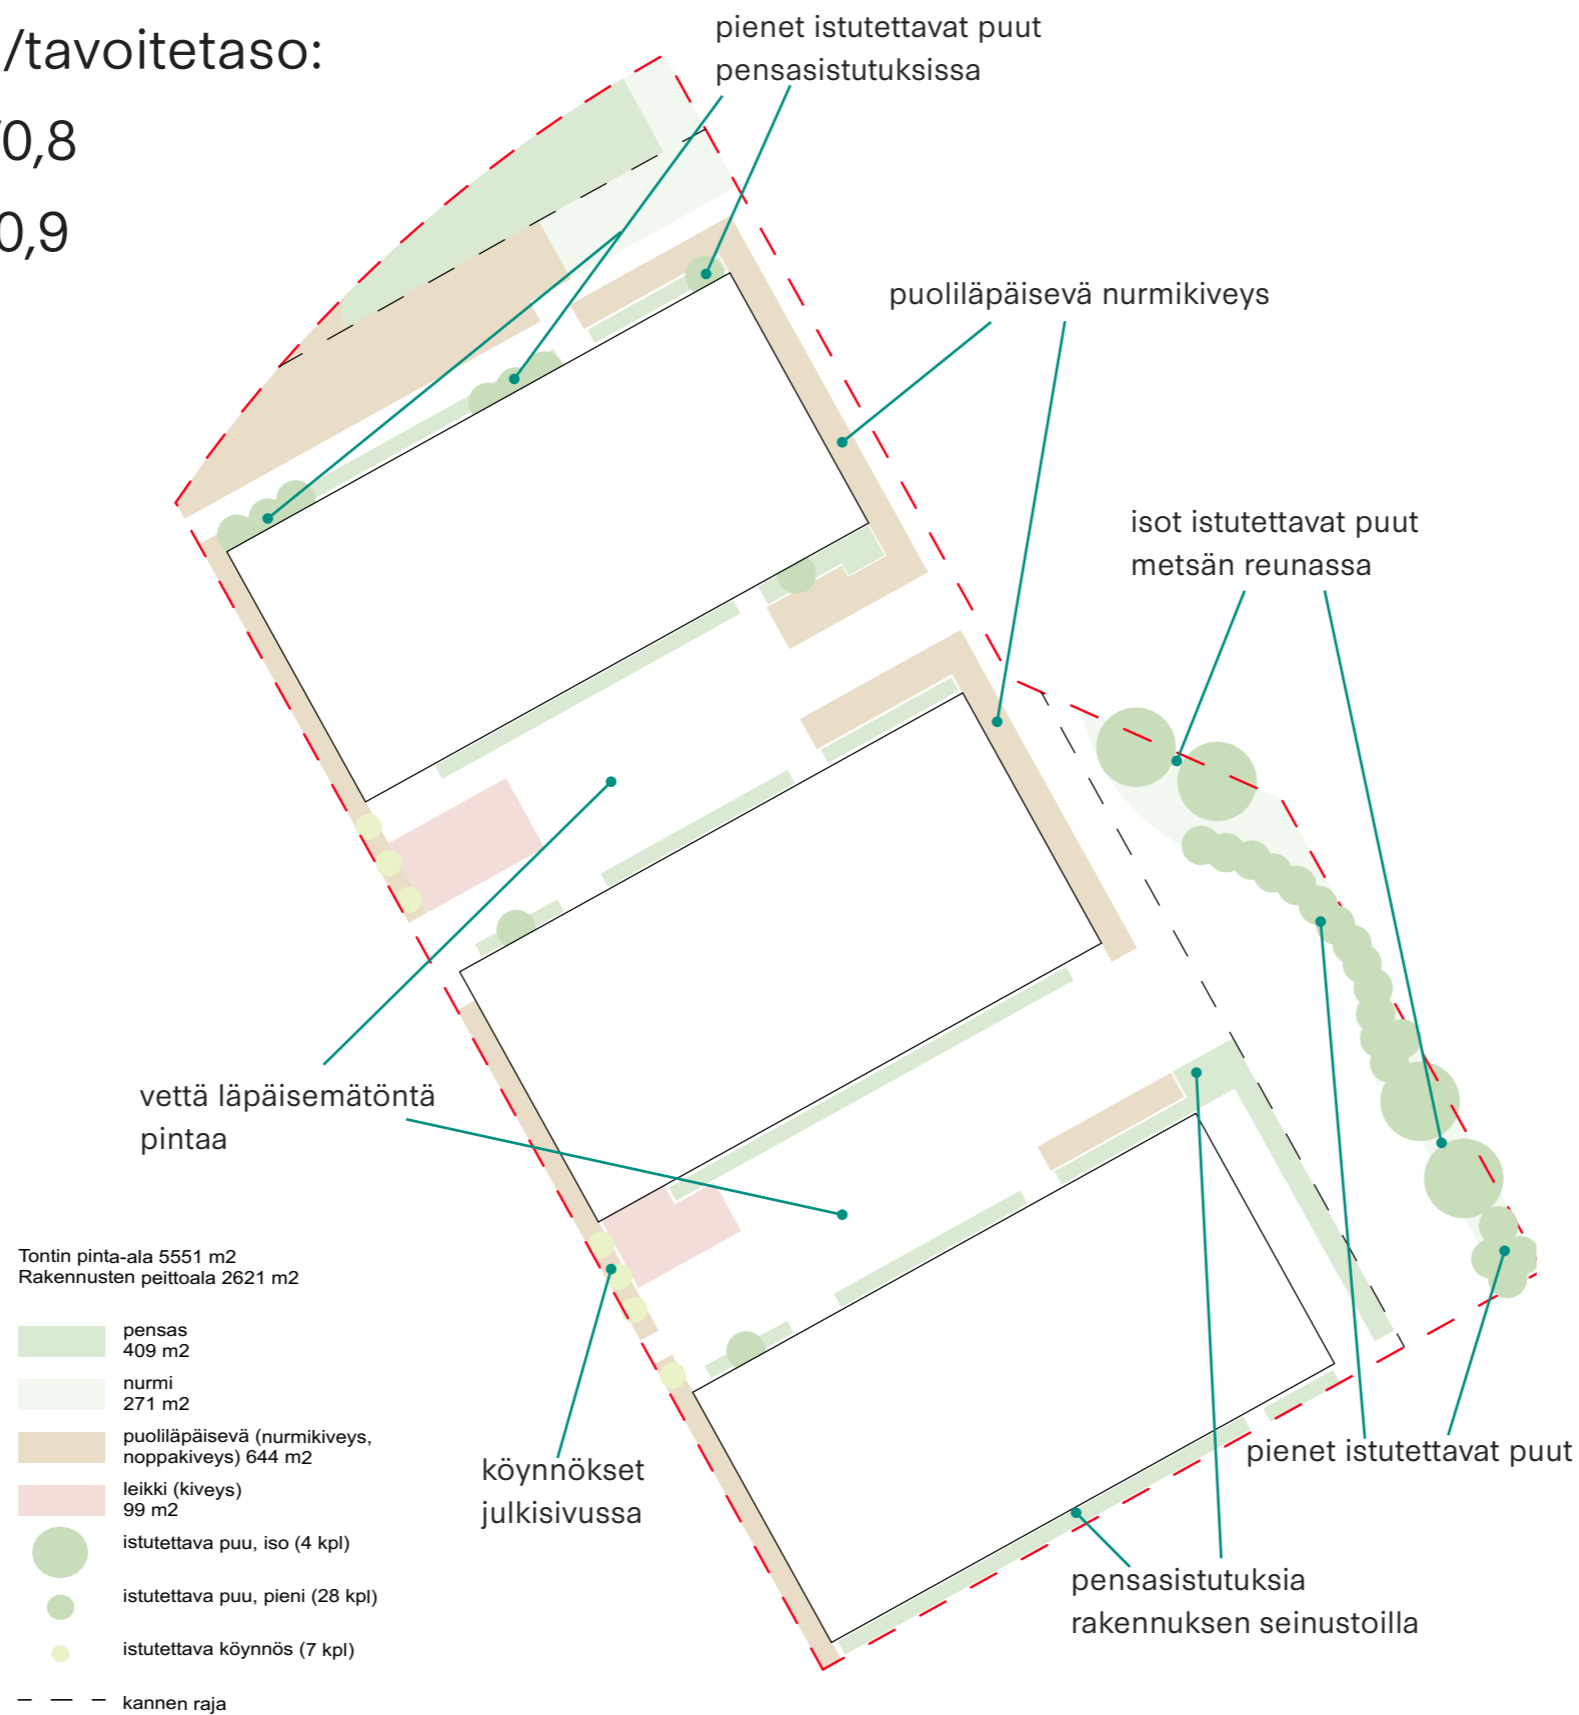 /tavoitetaso:
/0,8
0,9
pienet istutettavat puut
pensasistutuksissa
puoliläpäisevä nurmikiveys
isot istutettavat puut
metsän reunassa
vettä läpäisemätöntä
pintaa
Tontin pinta-ala 5551 m2
Rakennusten peittoala 2621 m2
pensas
409 m2
nurmi
271 m2
puoliläpäisevä (nurmikiveys,
noppakiveys) 644 m2
leikki (kiveys)
99 m2
istutettava puu, iso (4 kpl)
istutettava puu, pieni (28 kpl)
istutettava köynnös (7 kpl)
kannen raja
köynnökset
julkisivussa
pienet istutettavat puut
pensasistutuksia
rakennuksen seinustoilla